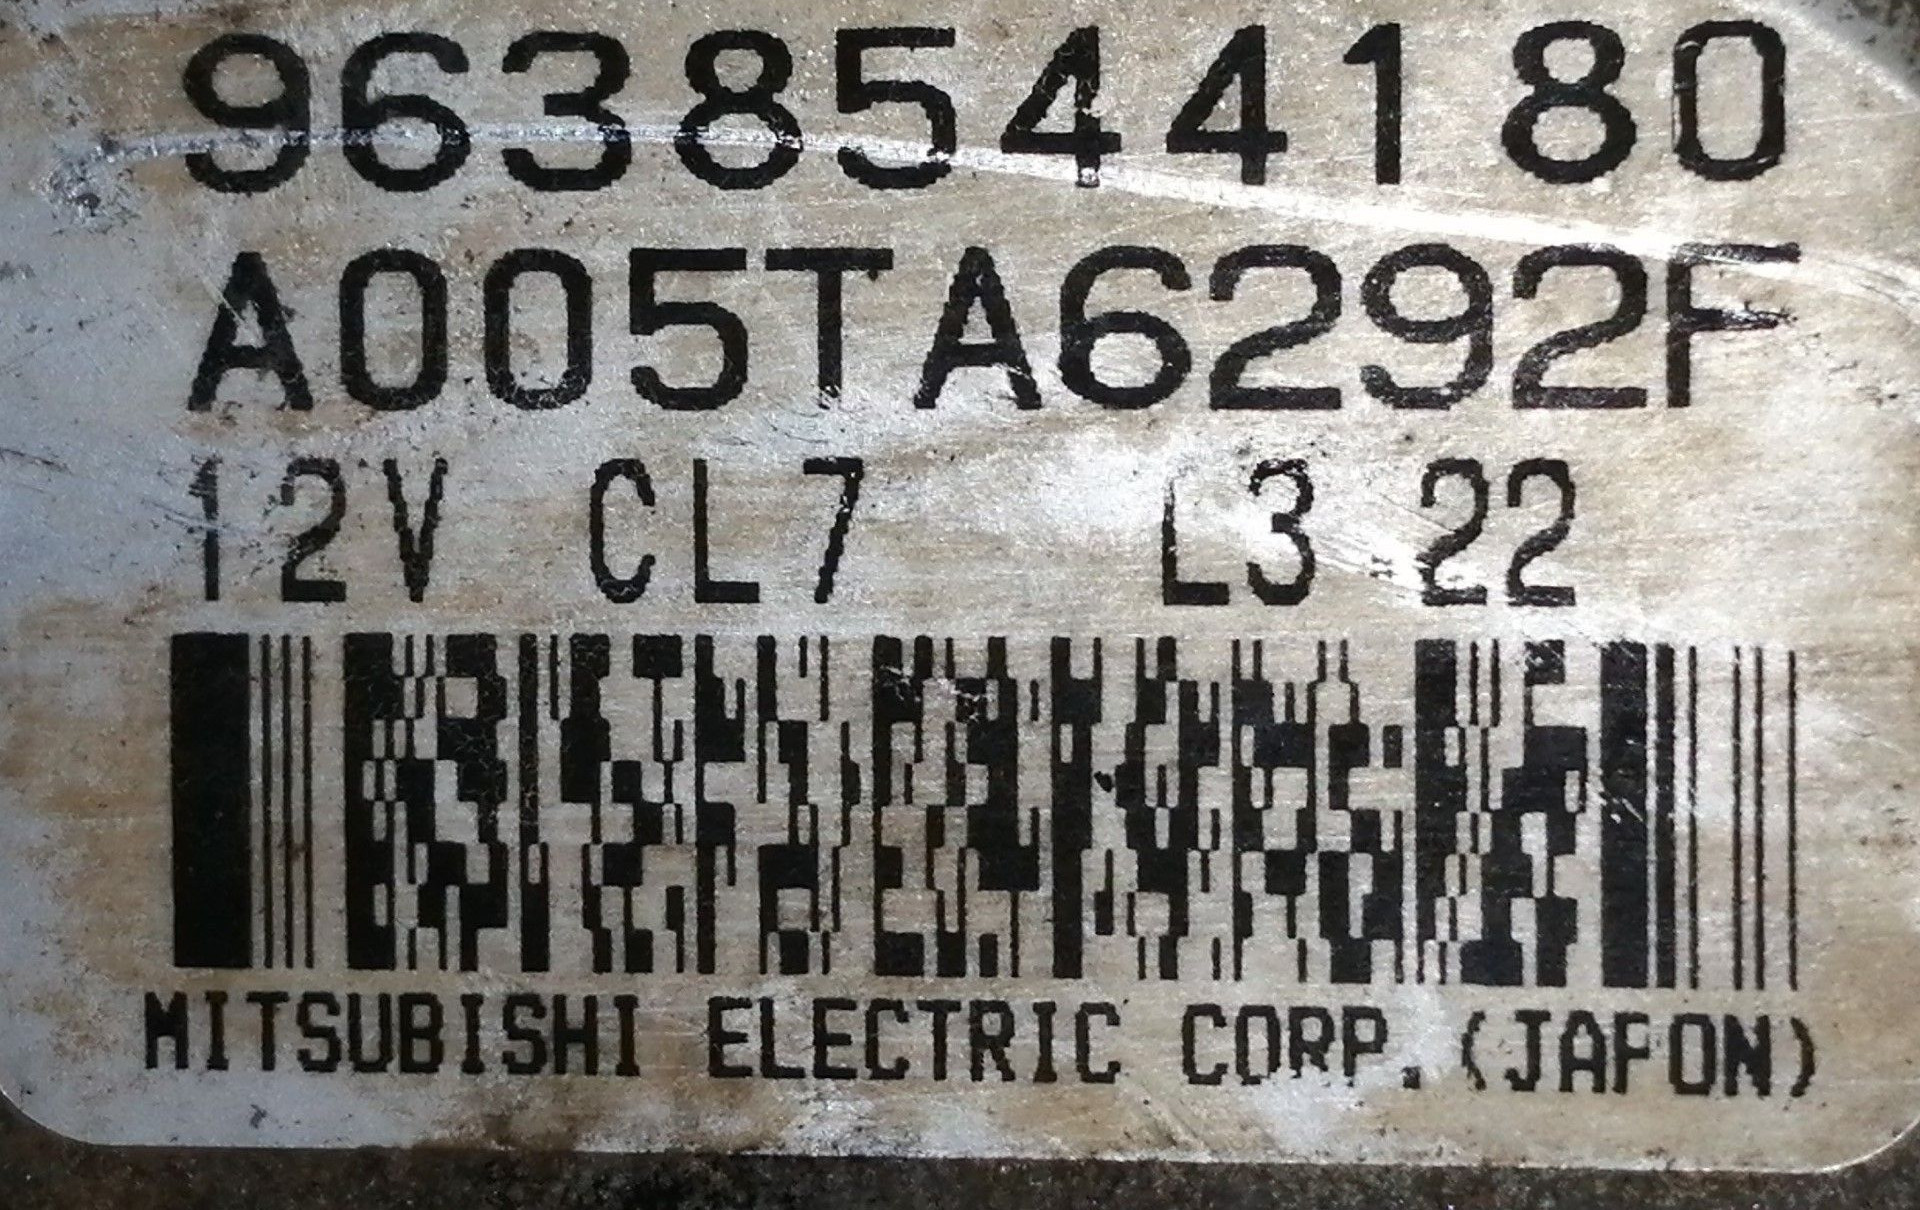 9638544180
A005TA6292F
12V CL7 L3.22
MITSUBISHI ELECTRIC CORP.(JAPON)